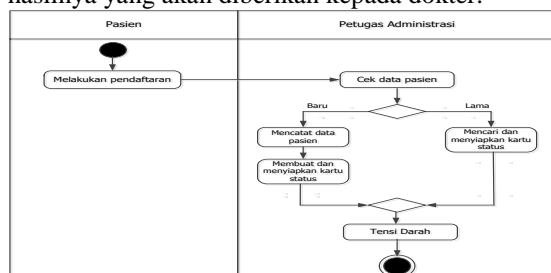 hasilnya yang akan diberikan kepada dokter.
Pasien
Petugas Administrasi
Melakukan pendaftaran
Cek data pasien
Baru
Lama
Mencatat data
pasien
Mencari dan
menyiapkan kartu
status
Membuat dan
menyiapkan kartu
status
Tensi Darah